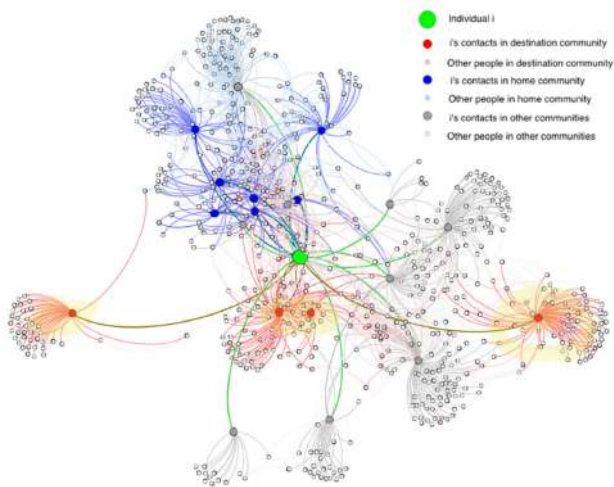 Individual i
i's contacts in destination community
Other people in destination community
i's contacts in home community
Other people in home community
i's contacts in other communities
Other people in other communities